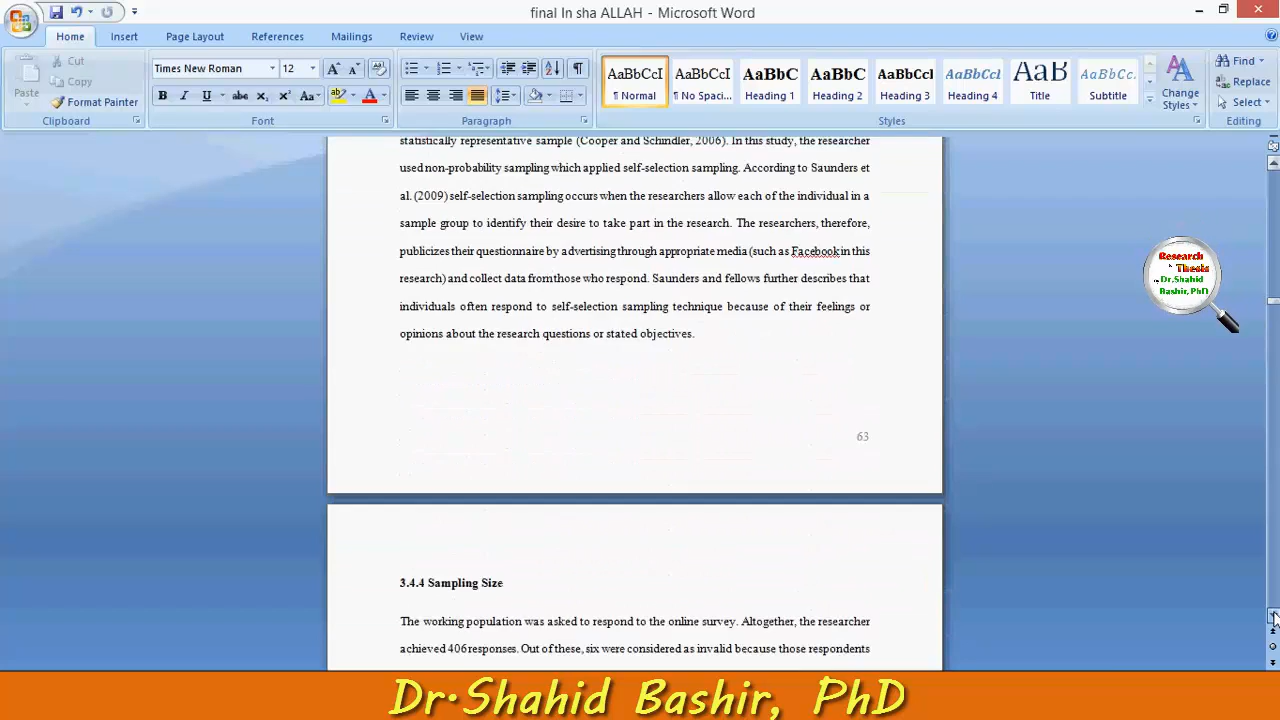 final In sha ALLAH - Microsoft Word
Home Insert Page Layout References Mailings Review View
Paste
Cut
Copy
Format Painter
Clipboard
Times New Roman 12
B I U abc X₂ X² Aa
Font
Paragraph
AaBbCcI AaBbCcI AaBbC AaBbC AaBbCcI AaBbCcI AaB AaBbCc.
¶ Normal ¶ No Spaci... Heading 1 Heading 2 Heading 3 Heading 4 Title Subtitle
Change Styles
Styles
Find
Replace
Select
Editing
statistically representative sample (Cooper and Schindler, 2006). In this study, the researcher
used non-probability sampling which applied self-selection sampling. According to Saunders et
al. (2009) self-selection sampling occurs when the researchers allow each of the individual in a
sample group to identify their desire to take part in the research. The researchers, therefore,
publicizes their questionnaire by advertising through appropriate media (such as Facebook in this
research) and collect data from those who respond. Saunders and fellows further describes that
individuals often respond to self-selection sampling technique because of their feelings or
opinions about the research questions or stated objectives.
63
3.4.4 Sampling Size
The working population was asked to respond to the online survey. Altogether, the researcher
achieved 406 responses. Out of these, six were considered as invalid because those respondents
Research
Thesis
Dr.Shahid
Bashir, PhD
Dr.Shahid Bashir, PhD